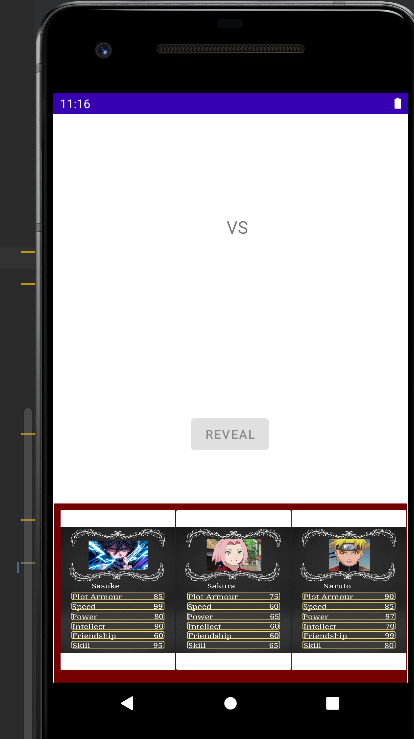 11:16
VS
REVEAL
Sasuke
Plot Armour 85
Speed 99
Power 80
Intellect 90
Friendship 60
Skill 95
Sakura
Plot Armour 75
Speed 60
Power 65
Intellect 60
Friendship 60
Skill 65
Naruto
Plot Armour 90
Speed 85
Power 97
Intellect 70
Friendship 99
Skill 80